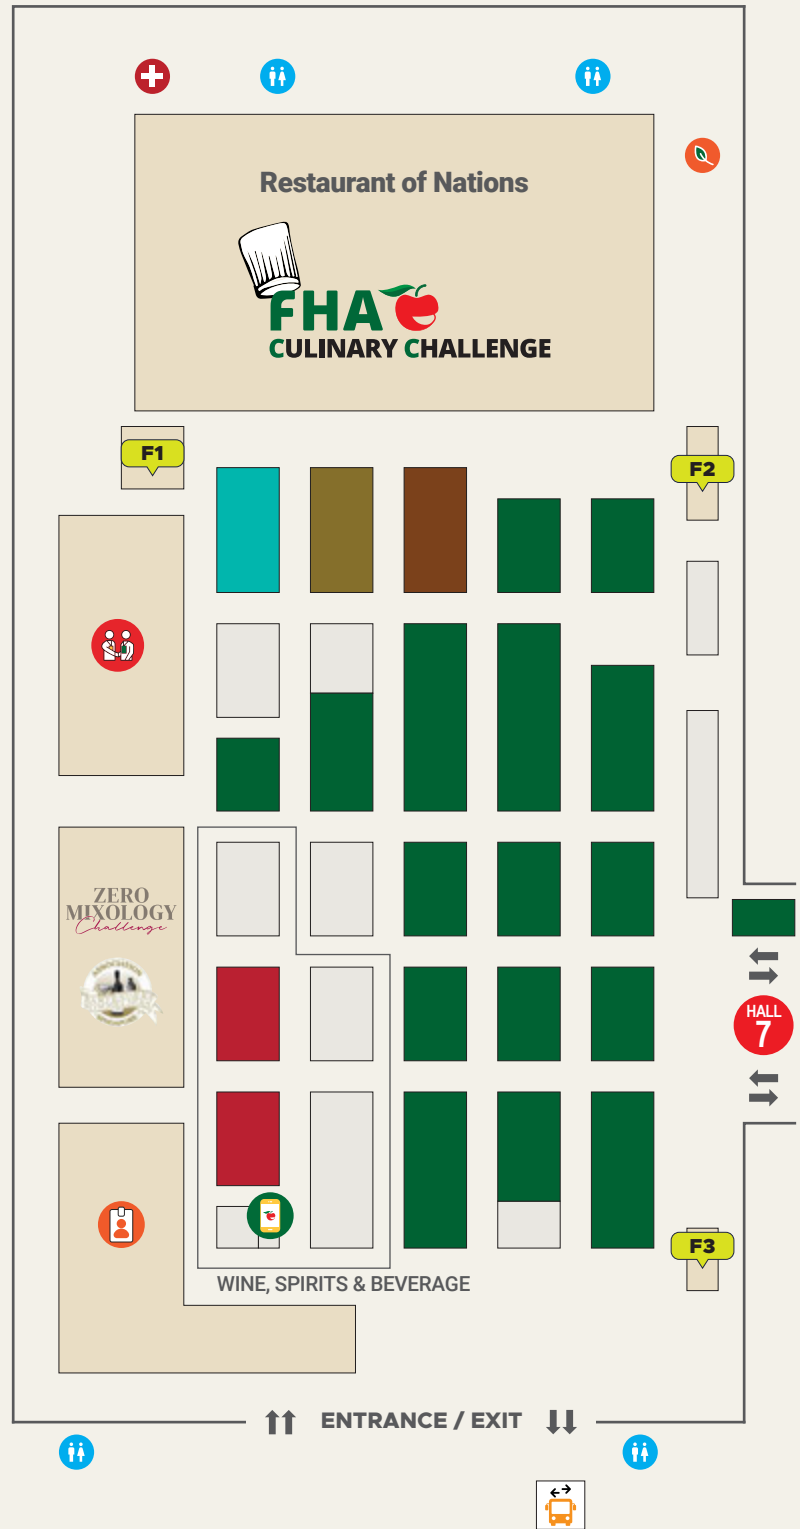 Restaurant of Nations
FHA
CULINARY CHALLENGE
F1
F2
ZERO
MIXOLOGY
Challenge
ASSOCIATION
HALL
7
F3
WINE, SPIRITS & BEVERAGE
ENTRANCE / EXIT